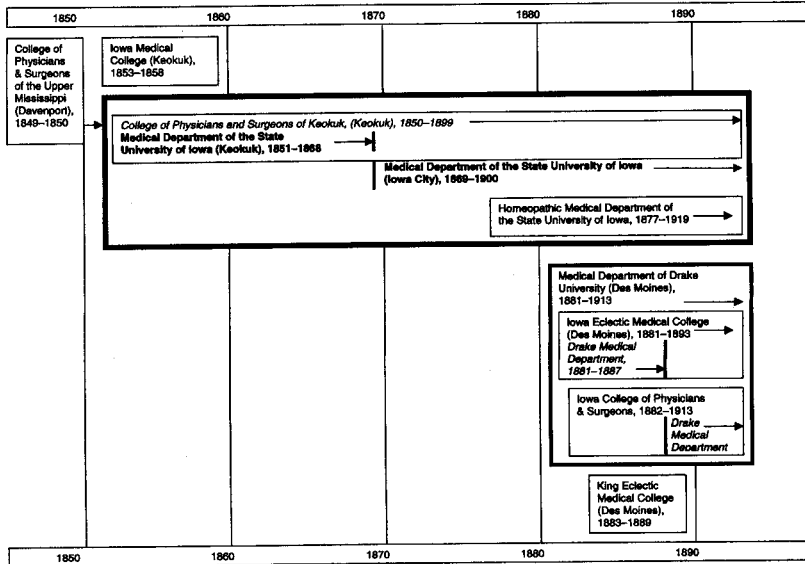 1850 1860 1870 1880 1890
College of
Physicians
& Surgeons
of the Upper
Mississippi
(Davenport),
1849–1850
Iowa Medical
College (Keokuk),
1853–1858
College of Physicians and Surgeons of Keokuk, (Keokuk), 1850–1899
Medical Department of the State
University of Iowa (Keokuk), 1851–1868
Medical Department of the State University of Iowa
(Iowa City), 1869–1900
Homeopathic Medical Department of
the State University of Iowa, 1877–1919
Medical Department of Drake
University (Des Moines),
1881–1913
Iowa Eclectic Medical College
(Des Moines), 1881–1893
Drake Medical
Department,
1881–1887
Iowa College of Physicians
& Surgeons, 1882–1913
Drake
Medical
Department
King Eclectic
Medical College
(Des Moines),
1883–1889
1850 1860 1870 1880 1890